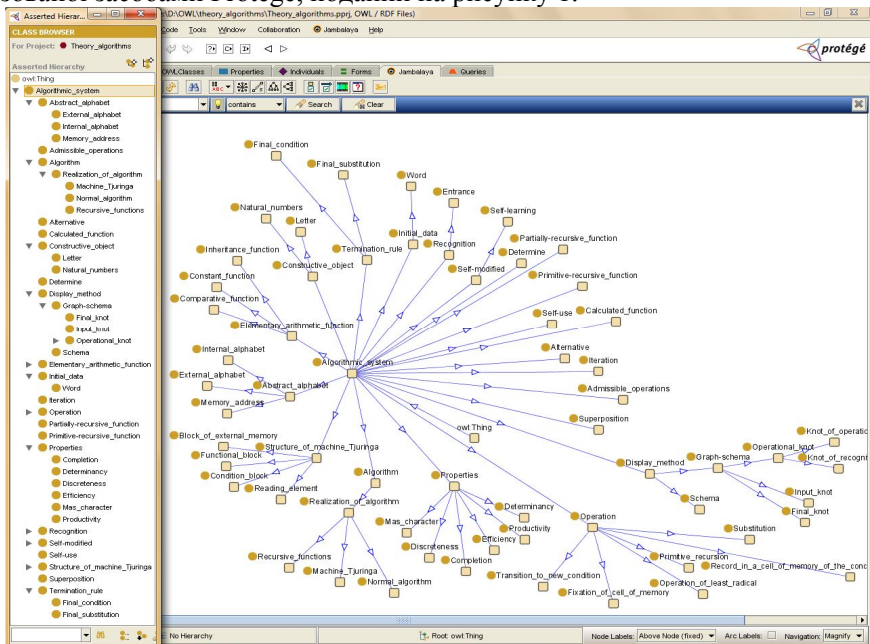 засобами Protégé, поданий на рисунку 1.
Asserted Hierar...
D:\OWL\theory_algorithms\Theory_algorithms.pprj, OWL / RDF Files)
Code Tools Window Collaboration Jambalaya Help
CLASS BROWSER
For Project: Theory_algorithms
protégé
Asserted Hierarchy
OWLClasses Properties Individuals Forms Jambalaya Queries
contains Search Clear
owl:Thing
Algorithmic_system
Abstract_alphabet
External_alphabet
Internal_alphabet
Memory_address
Admissible_operations
Algorithm
Realization_of_algorithm
Machine_Tjuringa
Normal_algorithm
Recursive_functions
Alternative
Calculated_function
Constructive_object
Letter
Natural_numbers
Determine
Display_method
Graph-schema
Final_knot
Input_knot
Operational_knot
Schema
Elementary_arithmetic_function
Initial_data
Word
Iteration
Operation
Partially-recursive_function
Primitive-recursive_function
Properties
Completion
Determinancy
Discreteness
Efficiency
Mas_character
Productivity
Recognition
Self-modified
Self-use
Structure_of_machine_Tjuringa
Superposition
Termination_rule
Final_condition
Final_substitution
Final_condition
Final_substitution
Word
Entrance
Natural_numbers
Letter
Self-learning
Initial_data
Inheritance_function
Termination_rule
Recognition
Partially-recursive_function
Determine
Constructive_object
Self-modified
Constant_function
Primitive-recursive_function
Comparative_function
Self-use
Calculated_function
Elementary_arithmetic_function
Internal_alphabet
Alternative
Algorithmic_system
Iteration
External_alphabet
Abstract_alphabet
Admissible_operations
Memory_address
Superposition
owl:Thing
Block_of_external_memory
Structure_of_machine_Tjuringa
Knot_of_operatio
Operational_knot
Functional_block
Graph-schema
Knot_of_recogni
Display_method
Condition_block
Algorithm
Properties
Reading_element
Input_knot
Schema
Realization_of_algorithm
Final_knot
Determinancy
Mas_character
Operation
Productivity
Substitution
Efficiency
Discreteness
Recursive_functions
Completion
Primitive_recursion
Machine_Tjuringa
Record_in_a_cell_of_memory_of_the_cond
Transition_to_new_condition
Normal_algorithm
Operation_of_least_radical
Fixation_of_cell_of_memory
No Hierarchy Root: owl:Thing Node Labels: Above Node (fixed) Arc Labels: Navigation: Magnify